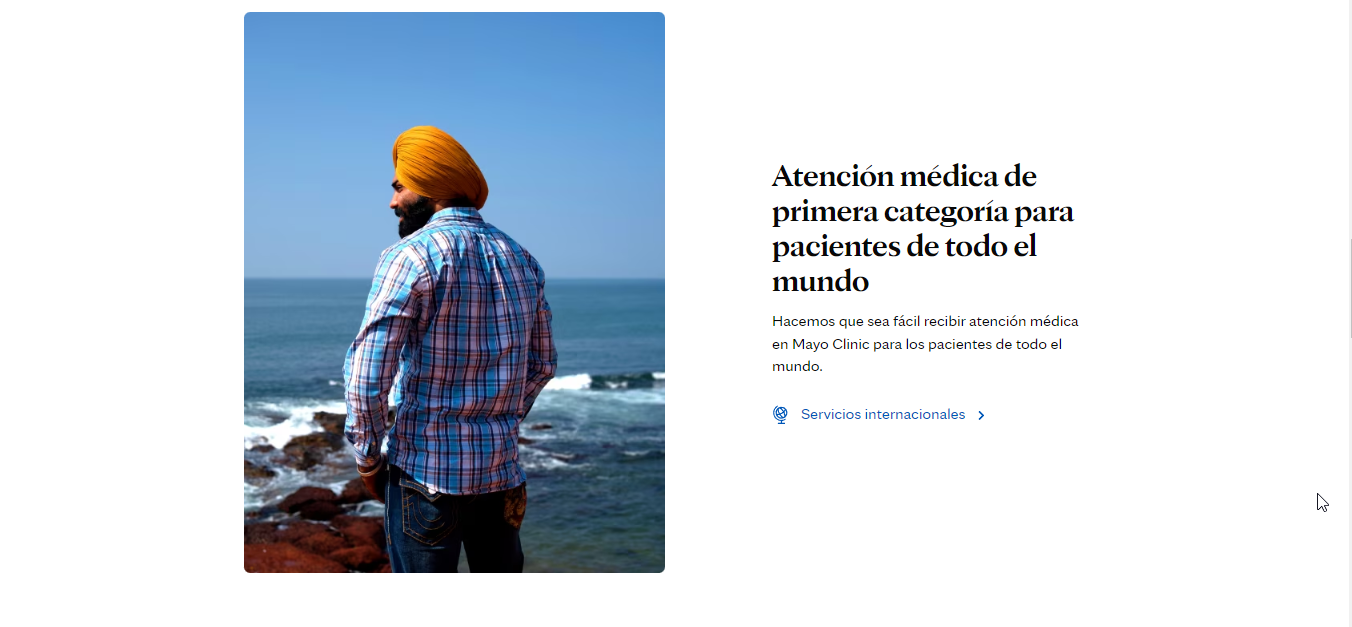 Atención médica de
primera categoría para
pacientes de todo el
mundo
Hacemos que sea fácil recibir atención médica
en Mayo Clinic para los pacientes de todo el
mundo.
Servicios internacionales